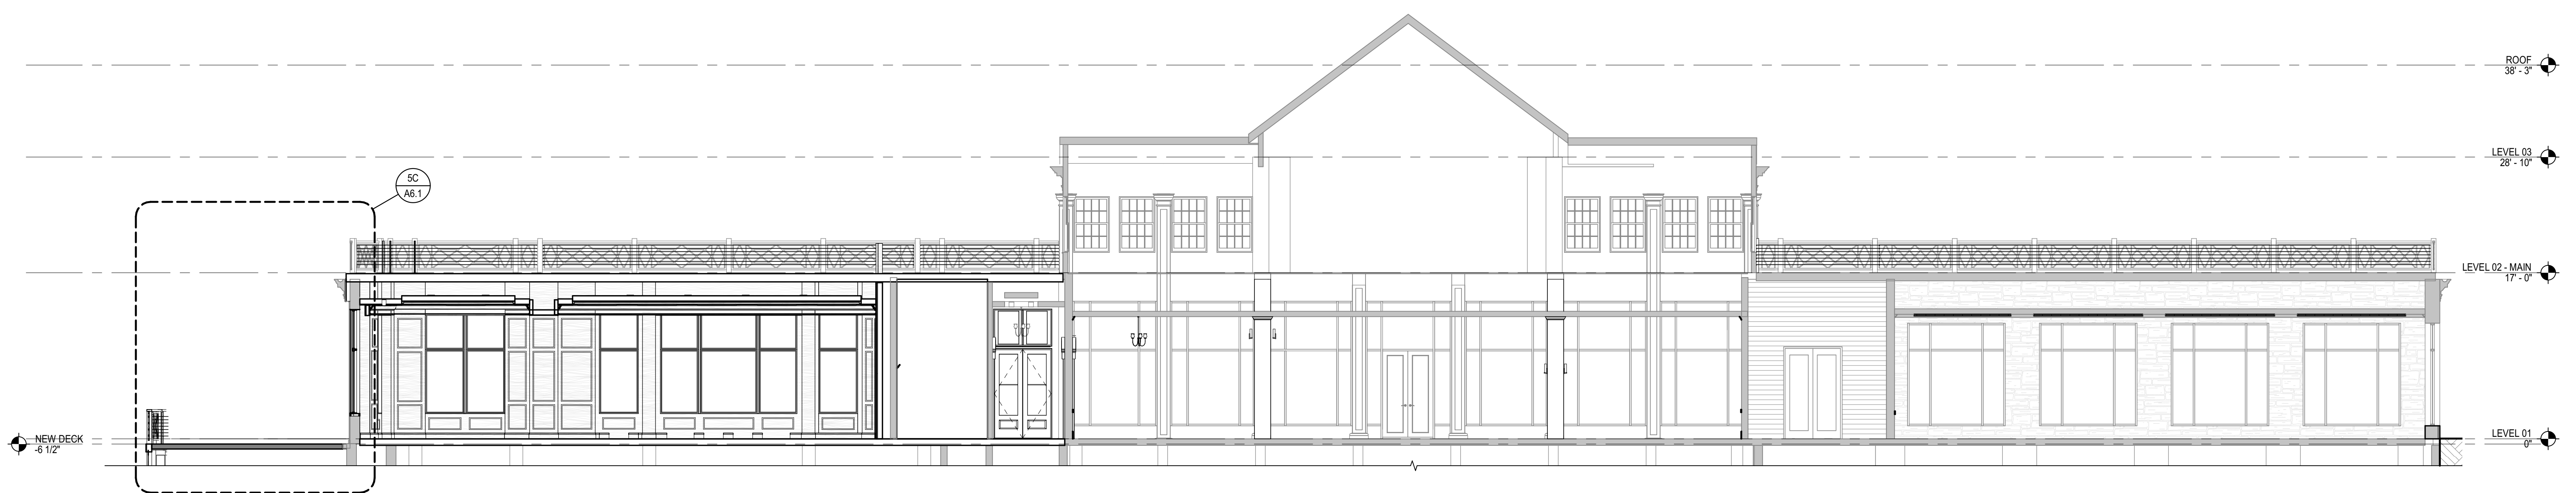 ROOF
38' - 3"
5C
A6.1
LEVEL 03
28' - 10"
LEVEL 02 - MAIN
17' - 0"
NEW DECK
-6 1/2"
LEVEL 01
0"